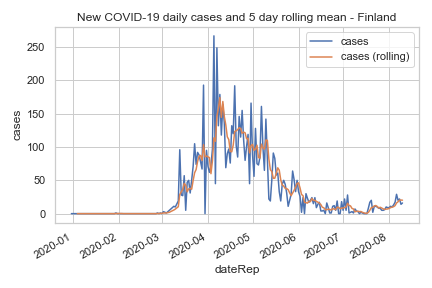 New COVID-19 daily cases and 5 day rolling mean - Finland
cases
cases (rolling)
250
200
150
100
50
0
cases
2020-01
2020-02
2020-03
2020-04
2020-05
2020-06
2020-07
2020-08
dateRep